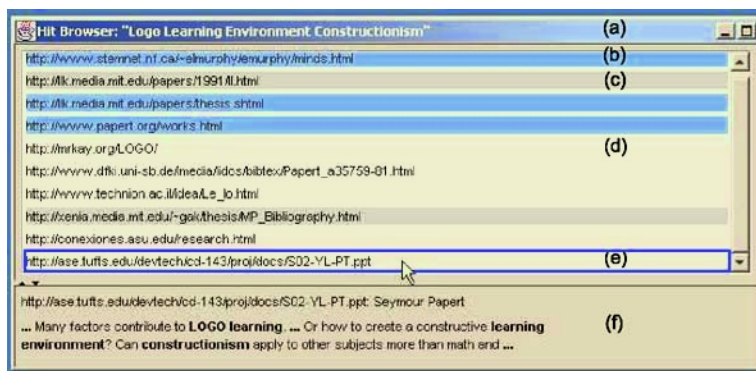 Hit Browser: "Logo Learning Environment Constructionism" (a)
http://www.stemnet.nf.ca/~elmurphy/emurphy/minds.html (b)
http://llk.media.mit.edu/papers/1991/ll.html (c)
http://llk.media.mit.edu/papers/thesis.shtml
http://www.papert.org/works.html
http://mrkay.org/LOGO/ (d)
http://www.dfki.uni-sb.de/media/idos/bibtex/Papert_a35759-81.html
http://www.technion.ac.il/idea/Le_lo.html
http://xenia.media.mit.edu/~gak/thesis/MP_Bibliography.html
http://conexiones.asu.edu/research.html
http://ase.tufts.edu/devtech/cd-143/proj/docs/S02-YL-PT.ppt (e)
http://ase.tufts.edu/devtech/cd-143/proj/docs/S02-YL-PT.ppt: Seymour Papert
... Many factors contribute to LOGO learning. ... Or how to create a constructive learning (f)
environment? Can constructionism apply to other subjects more than math and ...